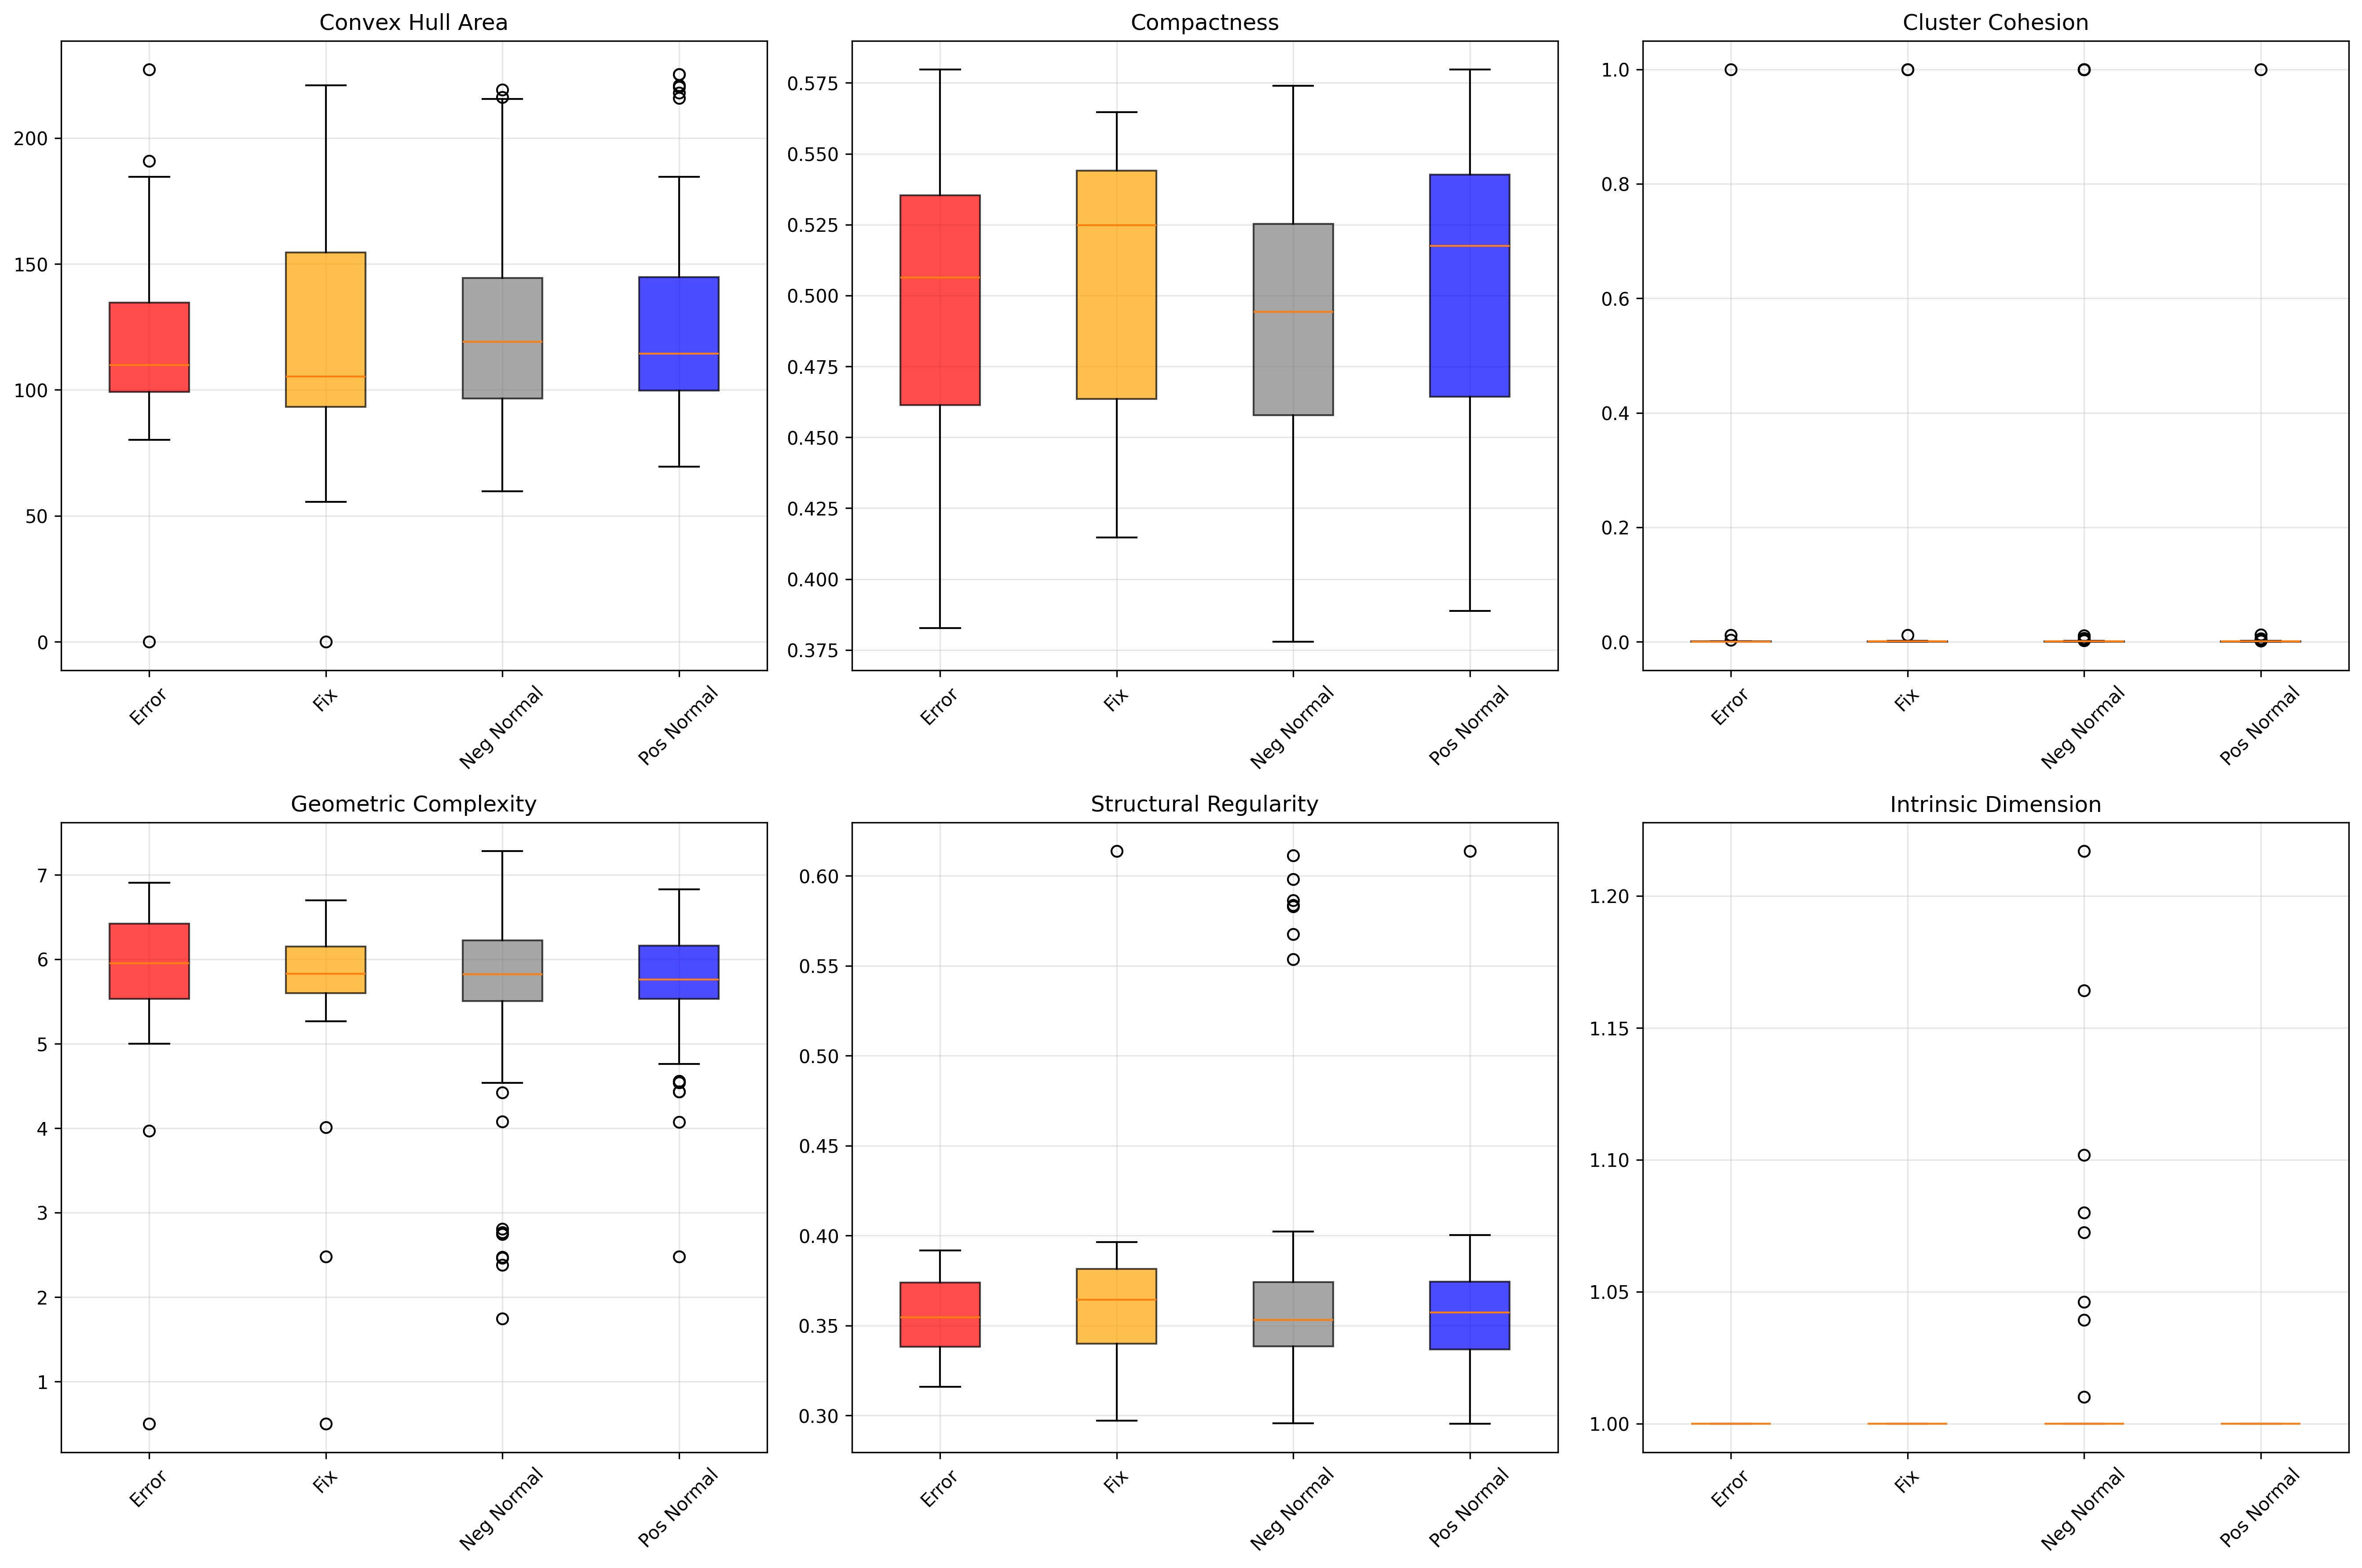 Convex Hull Area
200
150
100
50
0
Error
Fix
Neg Normal
Pos Normal
Compactness
0.575
0.550
0.525
0.500
0.475
0.450
0.425
0.400
0.375
Error
Fix
Neg Normal
Pos Normal
Cluster Cohesion
1.0
0.8
0.6
0.4
0.2
0.0
Error
Fix
Neg Normal
Pos Normal
Geometric Complexity
7
6
5
4
3
2
1
Error
Fix
Neg Normal
Pos Normal
Structural Regularity
0.60
0.55
0.50
0.45
0.40
0.35
0.30
Error
Fix
Neg Normal
Pos Normal
Intrinsic Dimension
1.20
1.15
1.10
1.05
1.00
Error
Fix
Neg Normal
Pos Normal